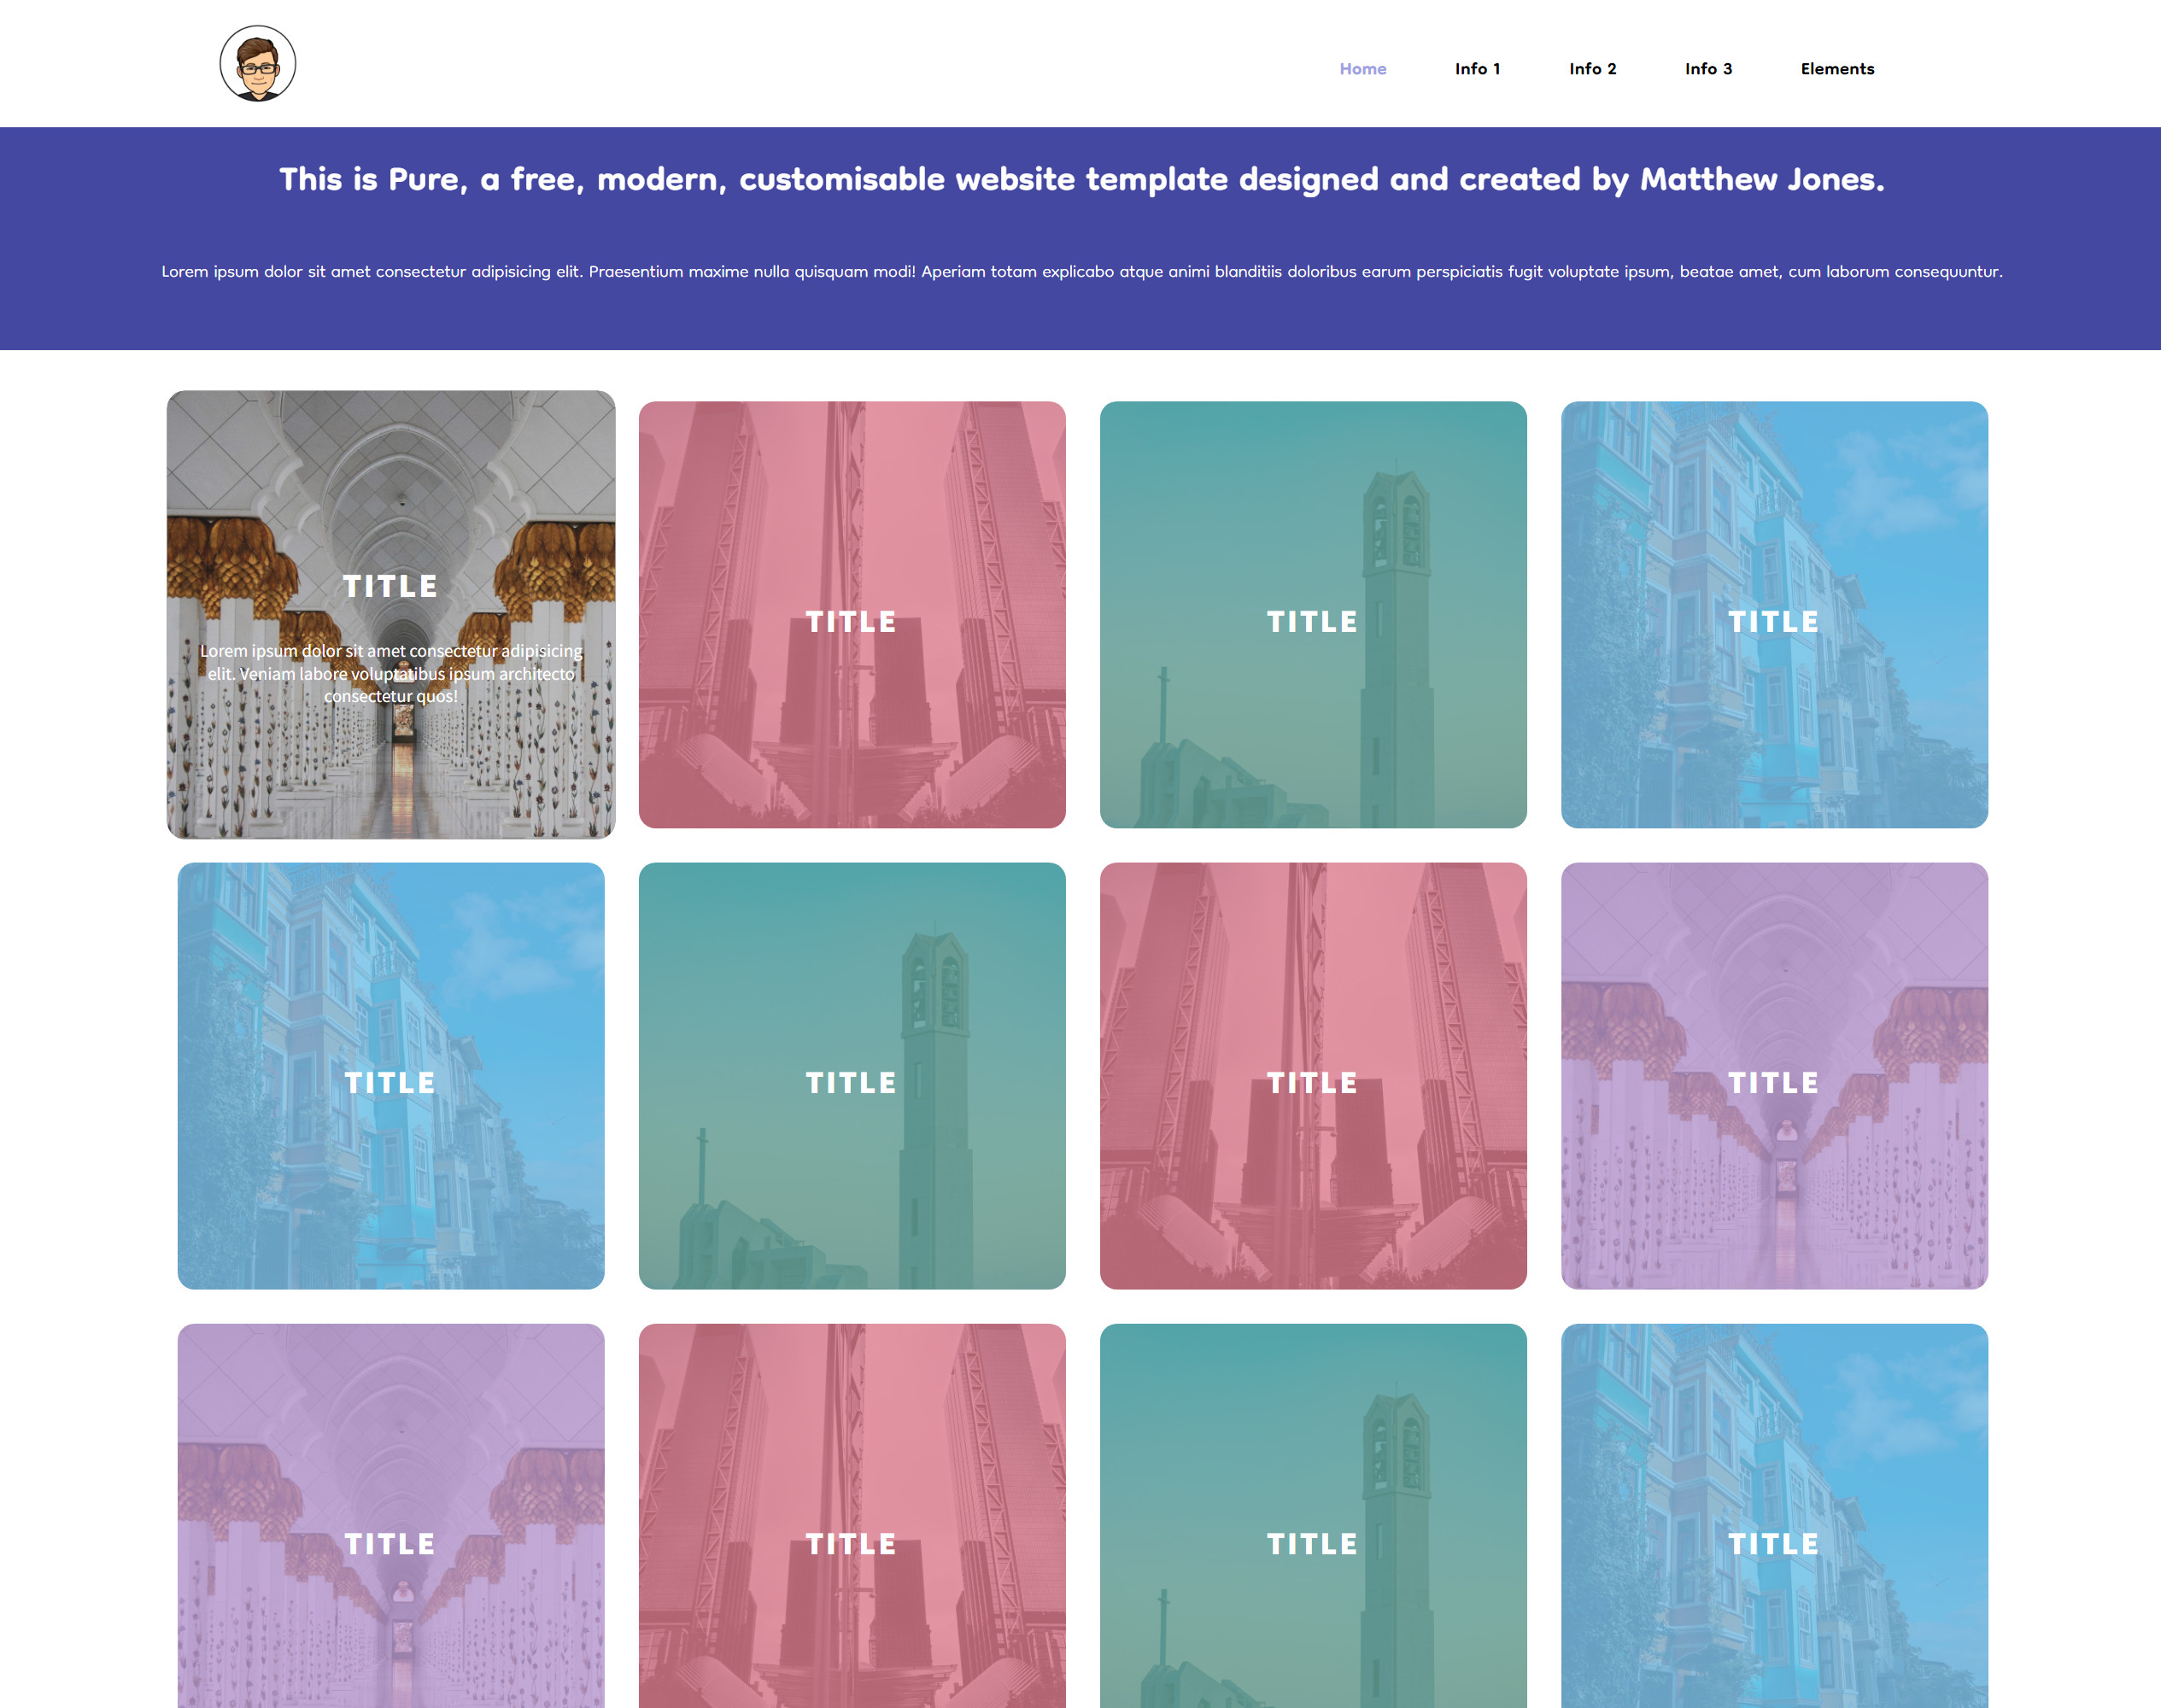 Home Info 1 Info 2 Info 3 Elements
This is Pure, a free, modern, customisable website template designed and created by Matthew Jones.
Lorem ipsum dolor sit amet consectetur adipisicing elit. Praesentium maxime nulla quisquam modi! Aperiam totam explicabo atque animi blanditiis doloribus earum perspiciatis fugit voluptate ipsum, beatae amet, cum laborum consequuntur.
TITLE
Lorem ipsum dolor sit amet consectetur adipisicing
elit. Veniam labore voluptatibus ipsum architecto
consectetur quos!
TITLE
TITLE
TITLE
TITLE
TITLE
TITLE
TITLE
TITLE
TITLE
TITLE
TITLE